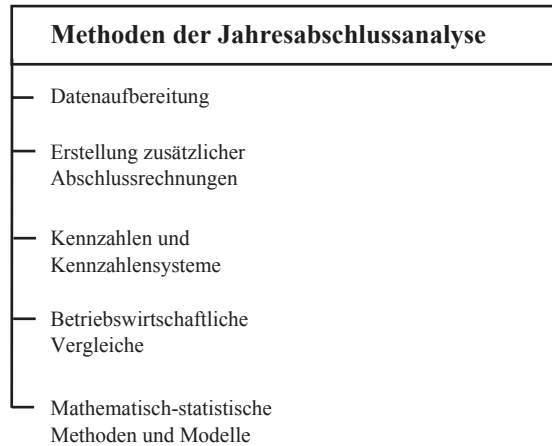 Methoden der Jahresabschlussanalyse
Datenaufbereitung
Erstellung zusätzlicher
Abschlussrechnungen
Kennzahlen und
Kennzahlensysteme
Betriebswirtschaftliche
Vergleiche
Mathematisch-statistische
Methoden und Modelle